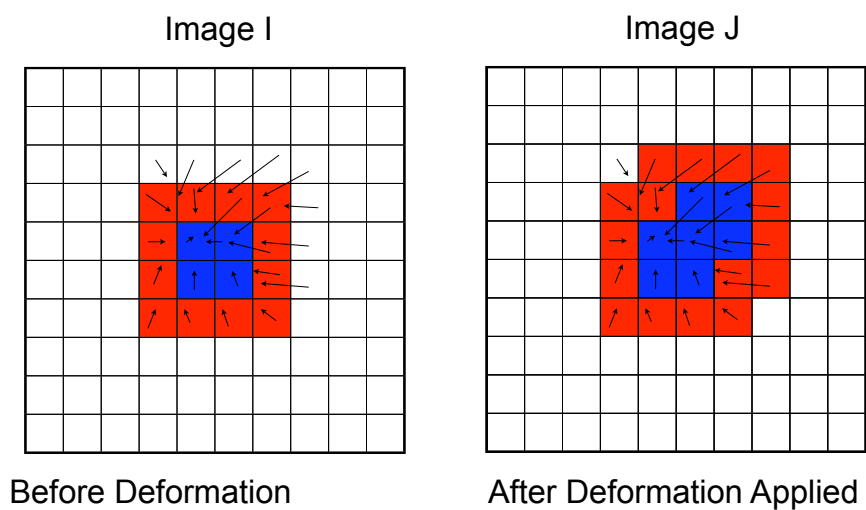 Image I
Image J
Before Deformation
After Deformation Applied